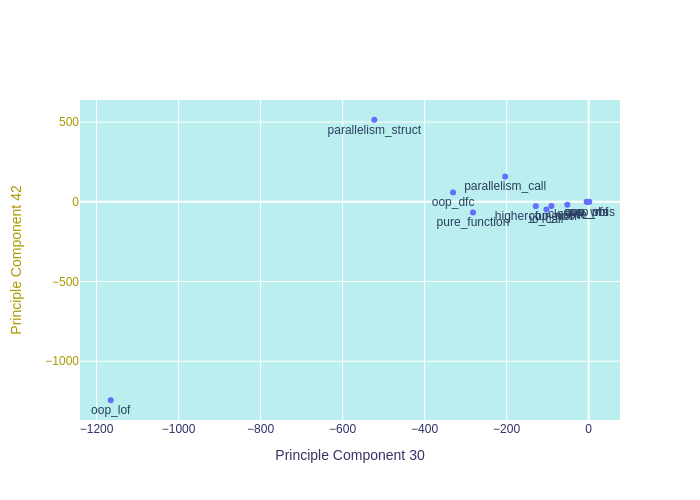 500
0
−500
−1000
Principle Component 42
parallelism_struct
parallelism_call
oop_dfc
pure_function
oop_lof
−1200
−1000
−800
−600
−400
−200
0
Principle Component 30